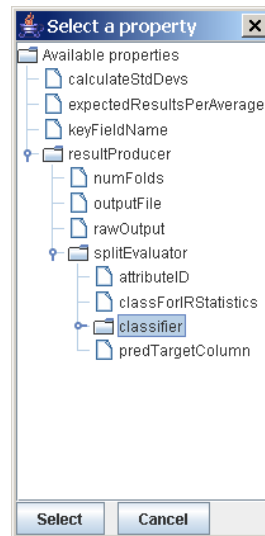 Select a property
Available properties
calculateStdDevs
expectedResultsPerAverage
keyFieldName
resultProducer
numFolds
outputFile
rawOutput
splitEvaluator
attributeID
classForIRStatistics
classifier
predTargetColumn
Select Cancel